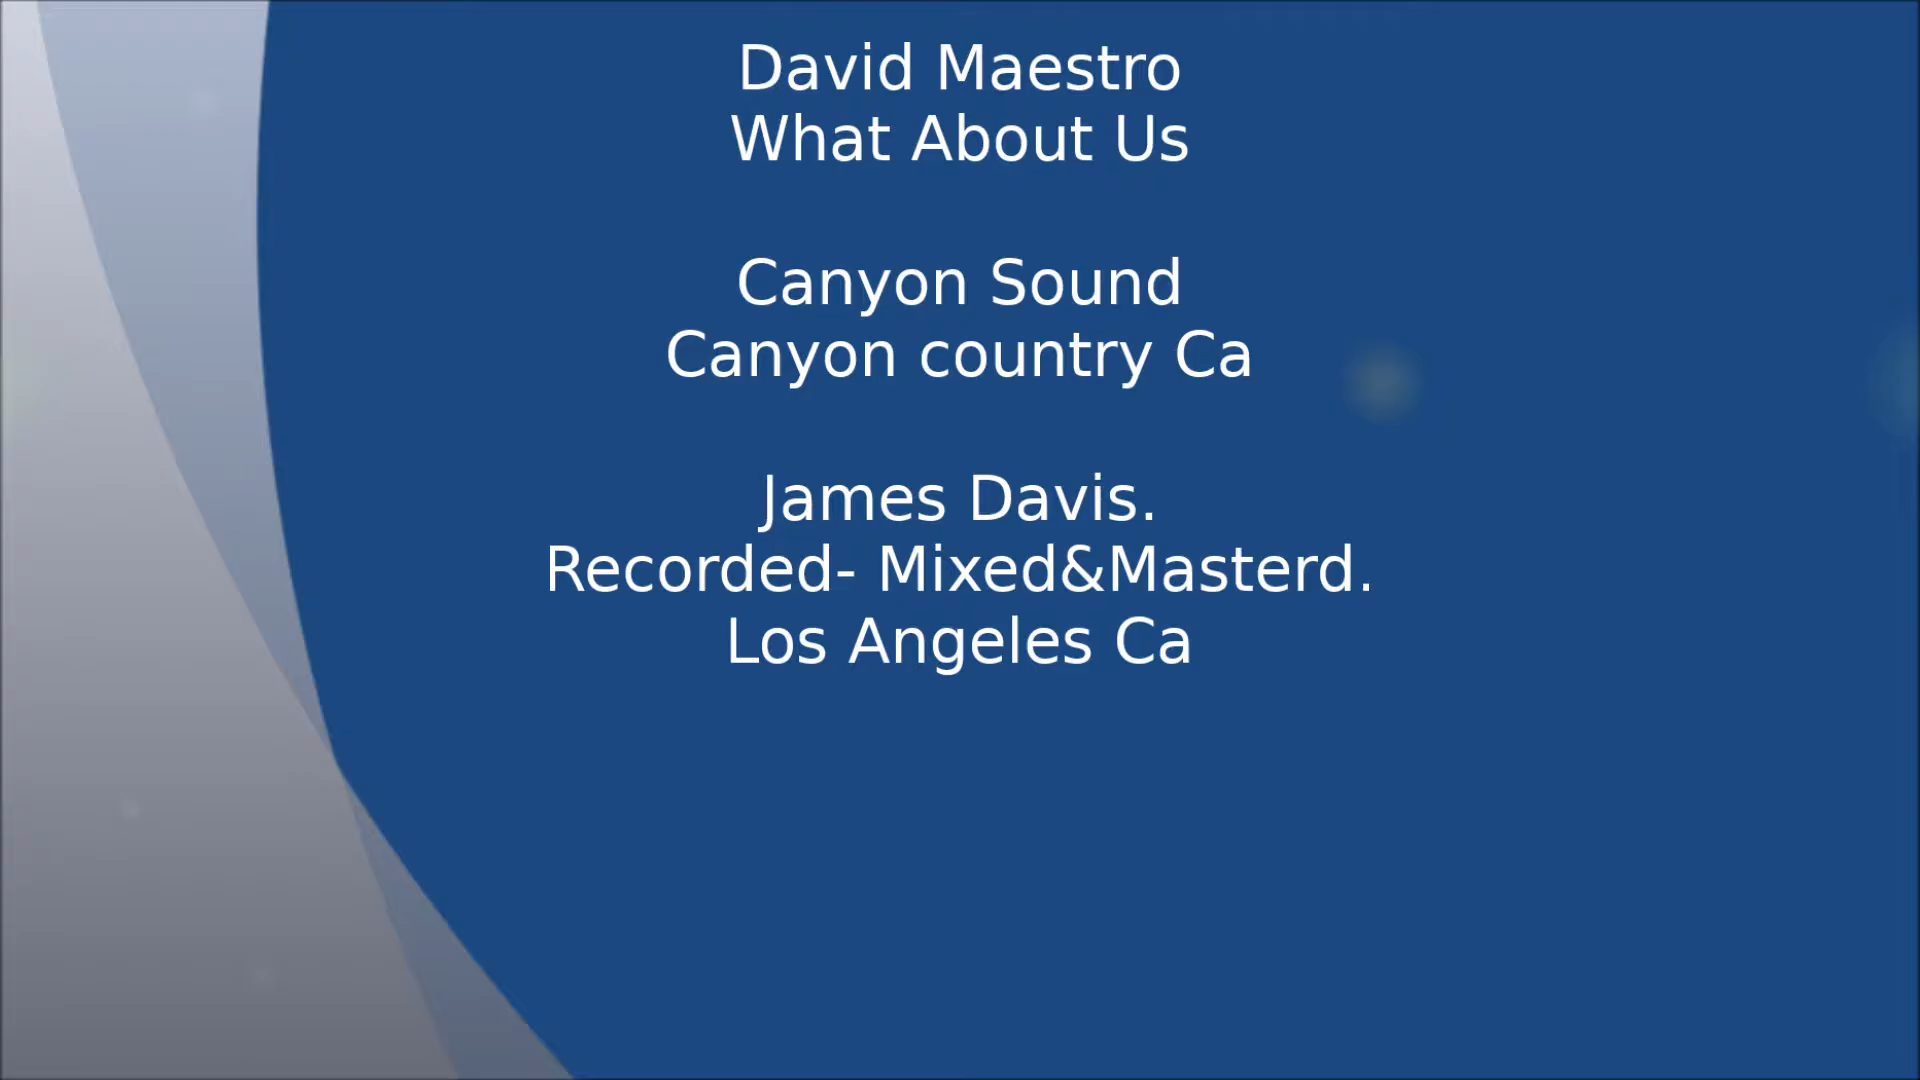 David Maestro
What About Us
Canyon Sound
Canyon country Ca
James Davis.
Recorded- Mixed&Masterd.
Los Angeles Ca